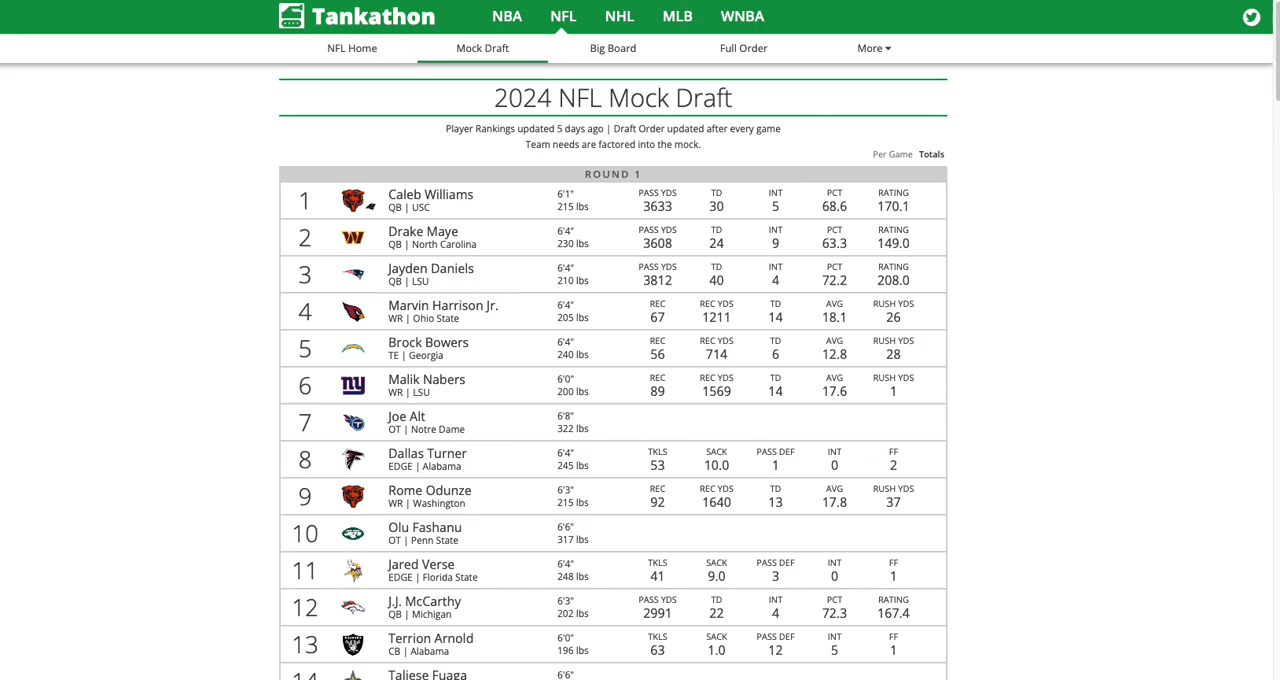 Tankathon NBA NFL NHL MLB WNBA
NFL Home Mock Draft Big Board Full Order More
2024 NFL Mock Draft
Player Rankings updated 5 days ago | Draft Order updated after every game
Team needs are factored into the mock.
Per Game Totals
ROUND 1
1 Caleb Williams 6'1" PASS YDS TD INT PCT RATING
QB | USC 215 lbs 3633 30 5 68.6 170.1
2 Drake Maye 6'4" PASS YDS TD INT PCT RATING
QB | North Carolina 230 lbs 3608 24 9 63.3 149.0
3 Jayden Daniels 6'4" PASS YDS TD INT PCT RATING
QB | LSU 210 lbs 3812 40 4 72.2 208.0
4 Marvin Harrison Jr. 6'4" REC REC YDS TD AVG RUSH YDS
WR | Ohio State 205 lbs 67 1211 14 18.1 26
5 Brock Bowers 6'4" REC REC YDS TD AVG RUSH YDS
TE | Georgia 240 lbs 56 714 6 12.8 28
6 ny Malik Nabers 6'0" REC REC YDS TD AVG RUSH YDS
WR | LSU 200 lbs 89 1569 14 17.6 1
7 Joe Alt 6'8"
OT | Notre Dame 322 lbs
8 Dallas Turner 6'4" TKLS SACK PASS DEF INT FF
EDGE | Alabama 245 lbs 53 10.0 1 0 2
9 Rome Odunze 6'3" REC REC YDS TD AVG RUSH YDS
WR | Washington 215 lbs 92 1640 13 17.8 37
10 Olu Fashanu 6'6"
OT | Penn State 317 lbs
11 Jared Verse 6'4" TKLS SACK PASS DEF INT FF
EDGE | Florida State 248 lbs 41 9.0 3 0 1
12 J.J. McCarthy 6'3" PASS YDS TD INT PCT RATING
QB | Michigan 202 lbs 2991 22 4 72.3 167.4
13 Terrion Arnold 6'0" TKLS SACK PASS DEF INT FF
CB | Alabama 196 lbs 63 1.0 12 5 1
14 Taliese Fuaga 6'6"